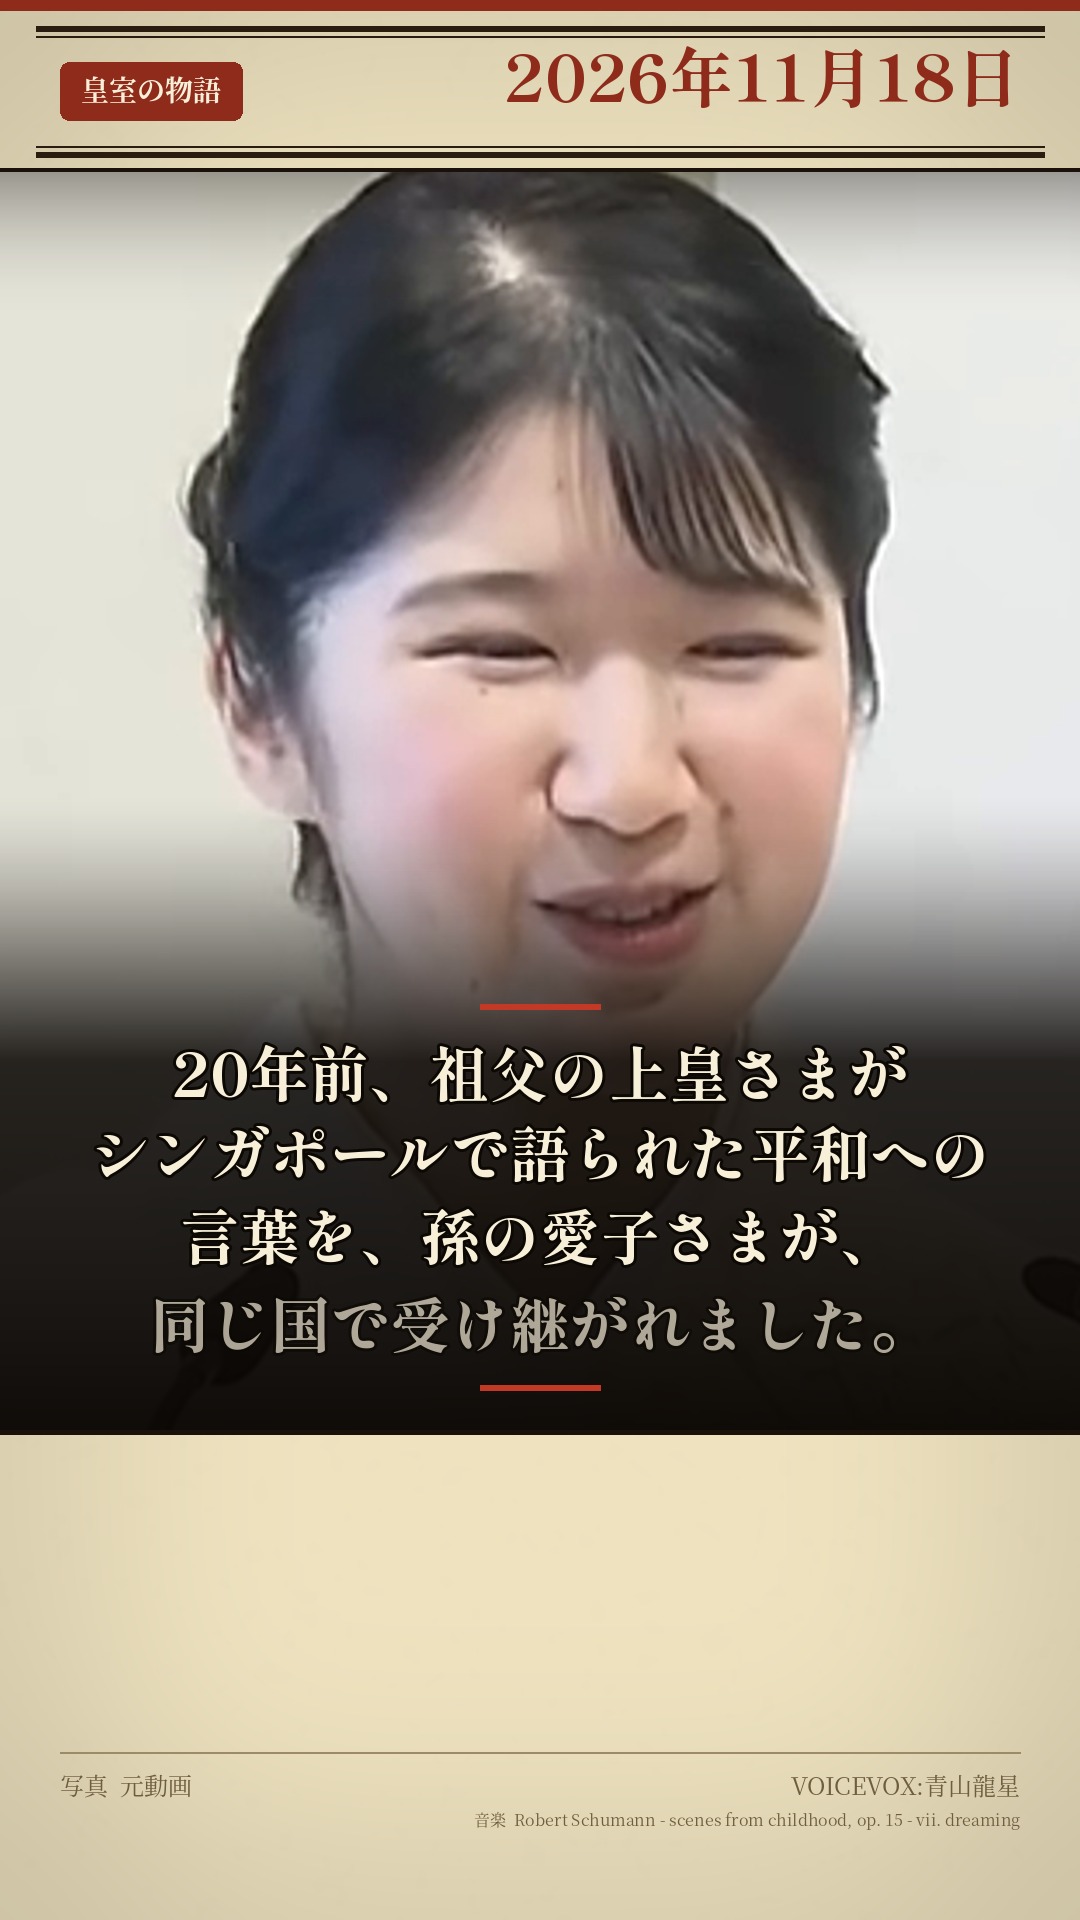 皇室の物語
2026年11月18日
20年前、祖父の上皇さまが
シンガポールで語られた平和への
言葉を、孫の愛子さまが、
同じ国で受け継がれました。
写真 元動画
VOICEVOX:青山龍星
音楽 Robert Schumann - scenes from childhood, op. 15 - vii. dreaming